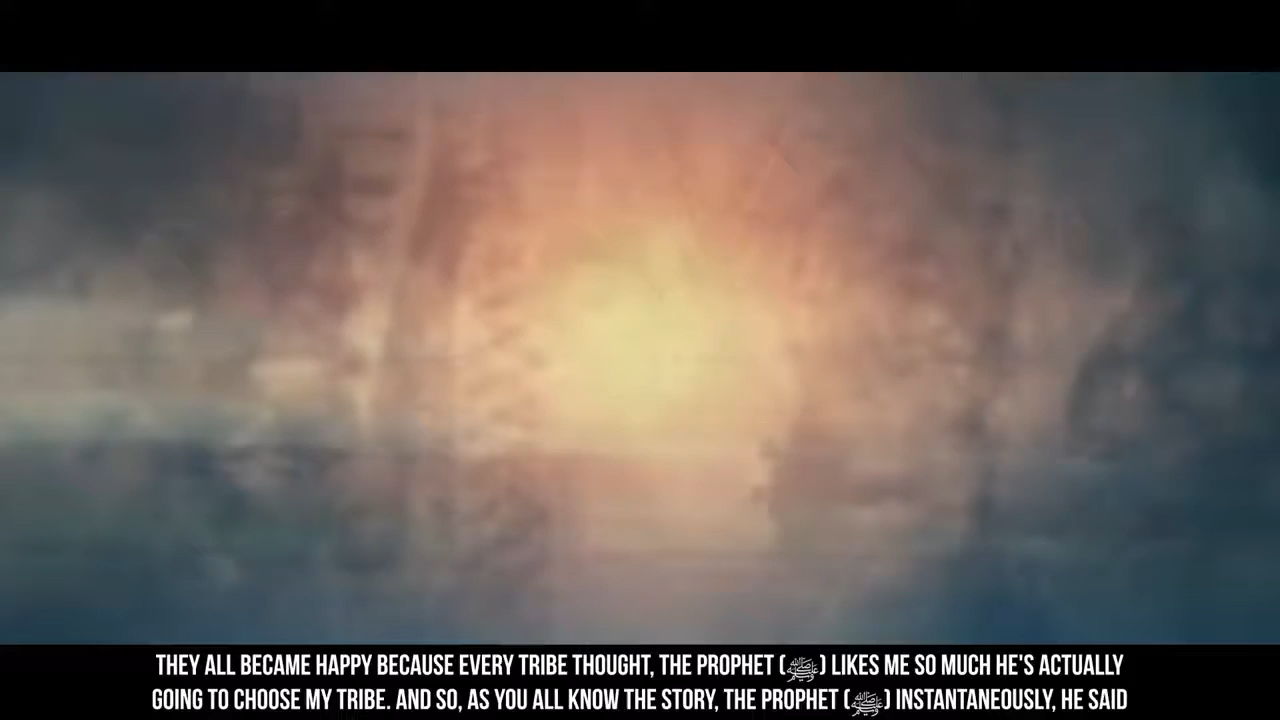 THEY ALL BECAME HAPPY BECAUSE EVERY TRIBE THOUGHT, THE PROPHET (ﷺ) LIKES ME SO MUCH HE'S ACTUALLY
GOING TO CHOOSE MY TRIBE. AND SO, AS YOU ALL KNOW THE STORY, THE PROPHET (ﷺ) INSTANTANEOUSLY, HE SAID